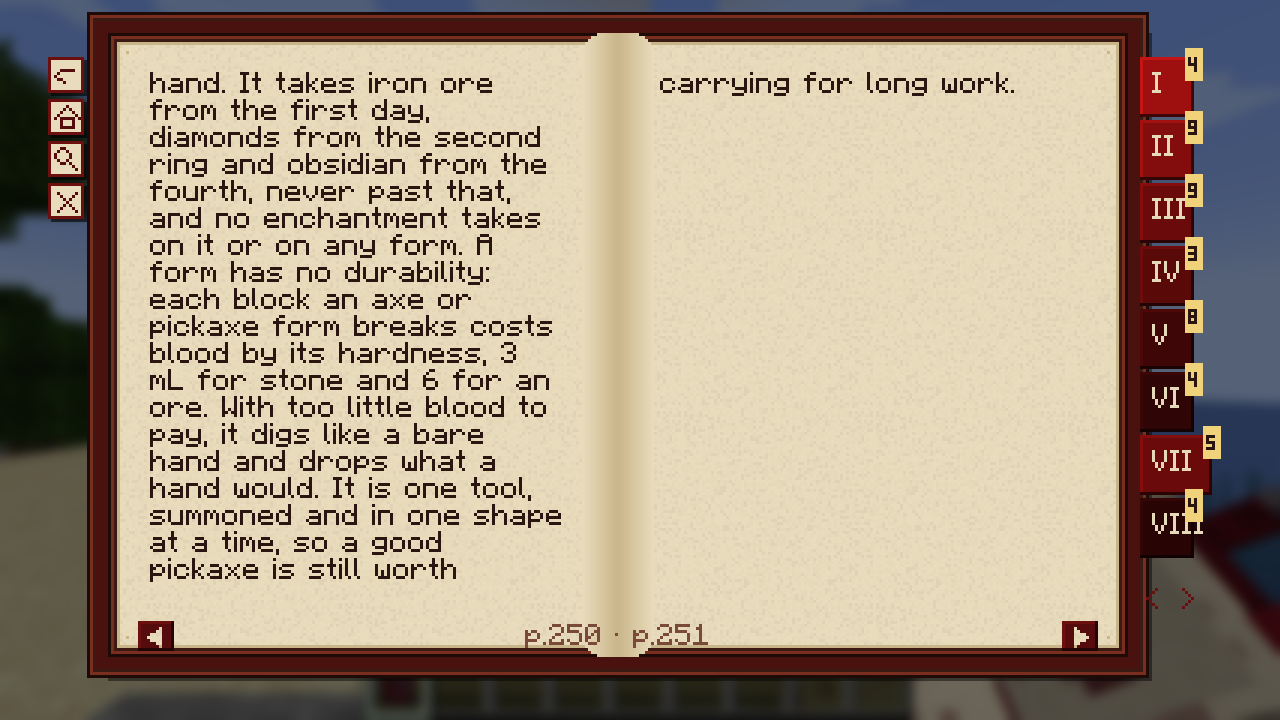 hand. It takes iron ore
from the first day,
diamonds from the second
ring and obsidian from the
fourth, never past that,
and no enchantment takes
on it or on any form. A
form has no durability:
each block an axe or
pickaxe form breaks costs
blood by its hardness, 3
mL for stone and 6 for an
ore. With too little blood to
pay, it digs like a bare
hand and drops what a
hand would. It is one tool,
summoned and in one shape
at a time, so a good
pickaxe is still worth
carrying for long work.
p.250 · p.251
I 4
II 9
III 9
IV 3
V 8
VI 4
VII 5
VIII 4